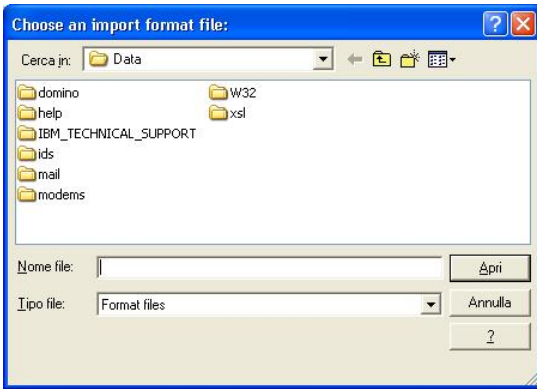 Choose an import format file:
?
Cerca in: Data
domino
help
IBM_TECHNICAL_SUPPORT
ids
mail
modems
W32
xsl
Nome file:
Apri
Tipo file: Format files
Annulla
?